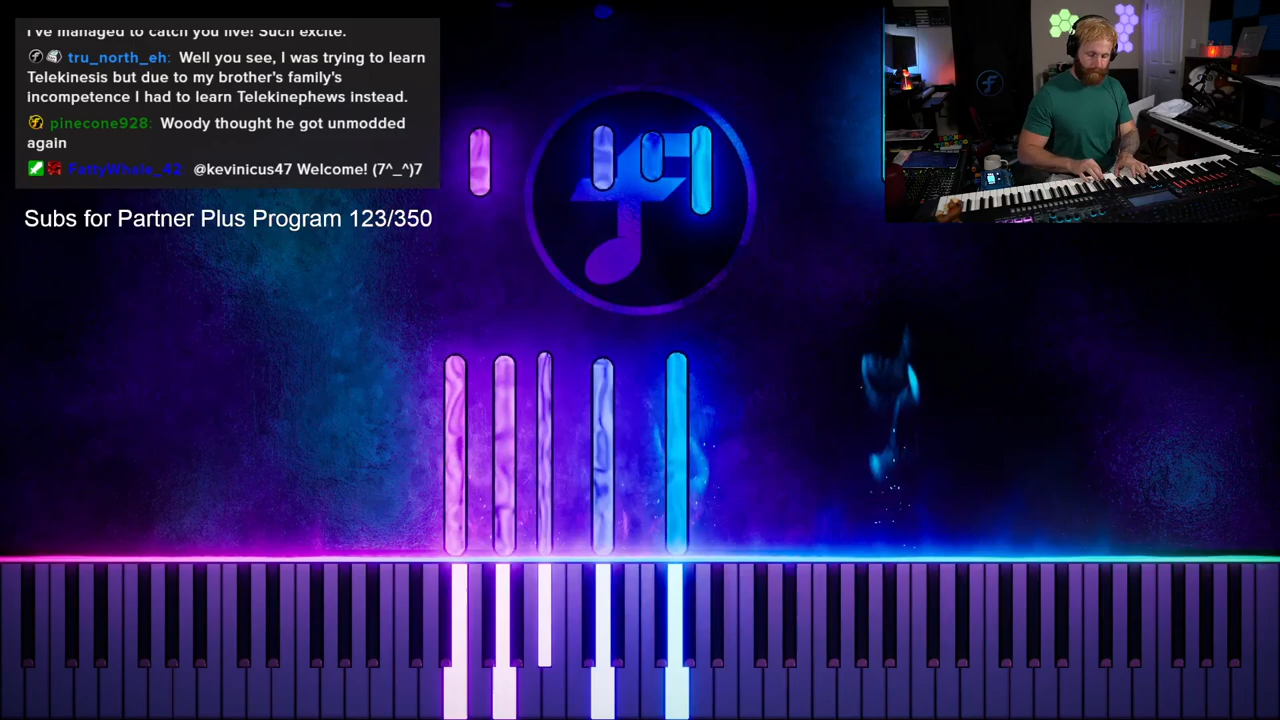 I've managed to catch you live! Such excite.
tru_north_eh: Well you see, I was trying to learn
Telekinesis but due to my brother's family's
incompetence I had to learn Telekinephews instead.
pinecone928: Woody thought he got unmodded
again
FattyWhale_42: @kevinicus47 Welcome! (7^_^)7
Subs for Partner Plus Program 123/350